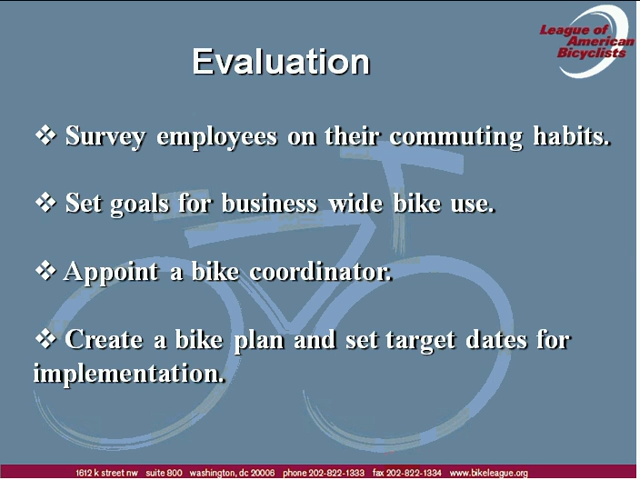 League of
American
Bicyclists
Evaluation
❖ Survey employees on their commuting habits.
❖ Set goals for business wide bike use.
❖ Appoint a bike coordinator.
❖ Create a bike plan and set target dates for
implementation.
1612 k street nw suite 800 washington, dc 20006 phone 202-822-1333 fax 202-822-1334 www.bikeleague.org